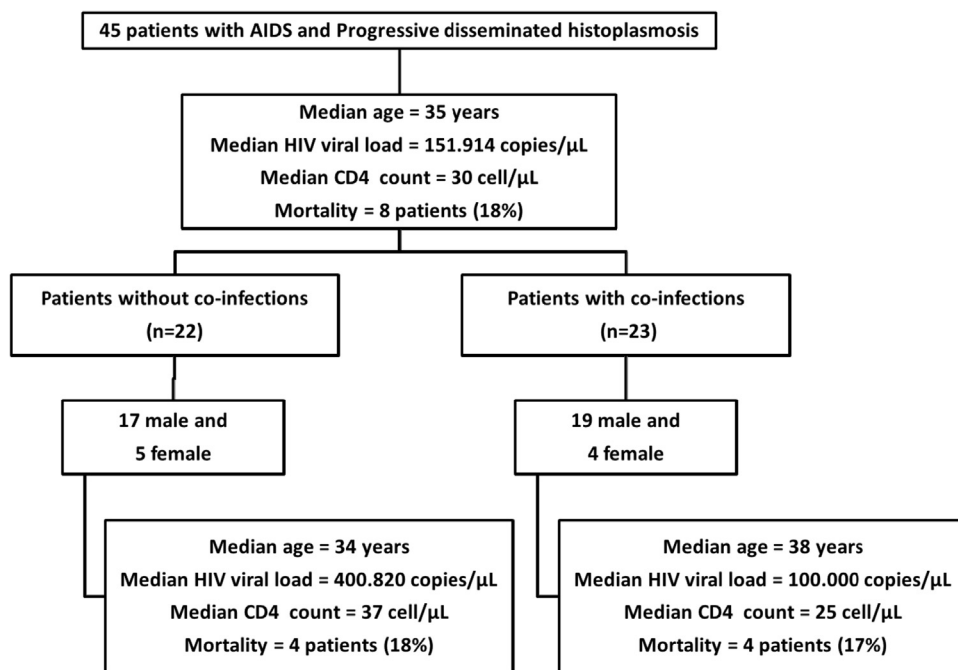 45 patients with AIDS and Progressive disseminated histoplasmosis
Median age = 35 years
Median HIV viral load = 151.914 copies/µL
Median CD4 count = 30 cell/µL
Mortality = 8 patients (18%)
Patients without co-infections
(n=22)
Patients with co-infections
(n=23)
17 male and
5 female
19 male and
4 female
Median age = 34 years
Median HIV viral load = 400.820 copies/µL
Median CD4 count = 37 cell/µL
Mortality = 4 patients (18%)
Median age = 38 years
Median HIV viral load = 100.000 copies/µL
Median CD4 count = 25 cell/µL
Mortality = 4 patients (17%)